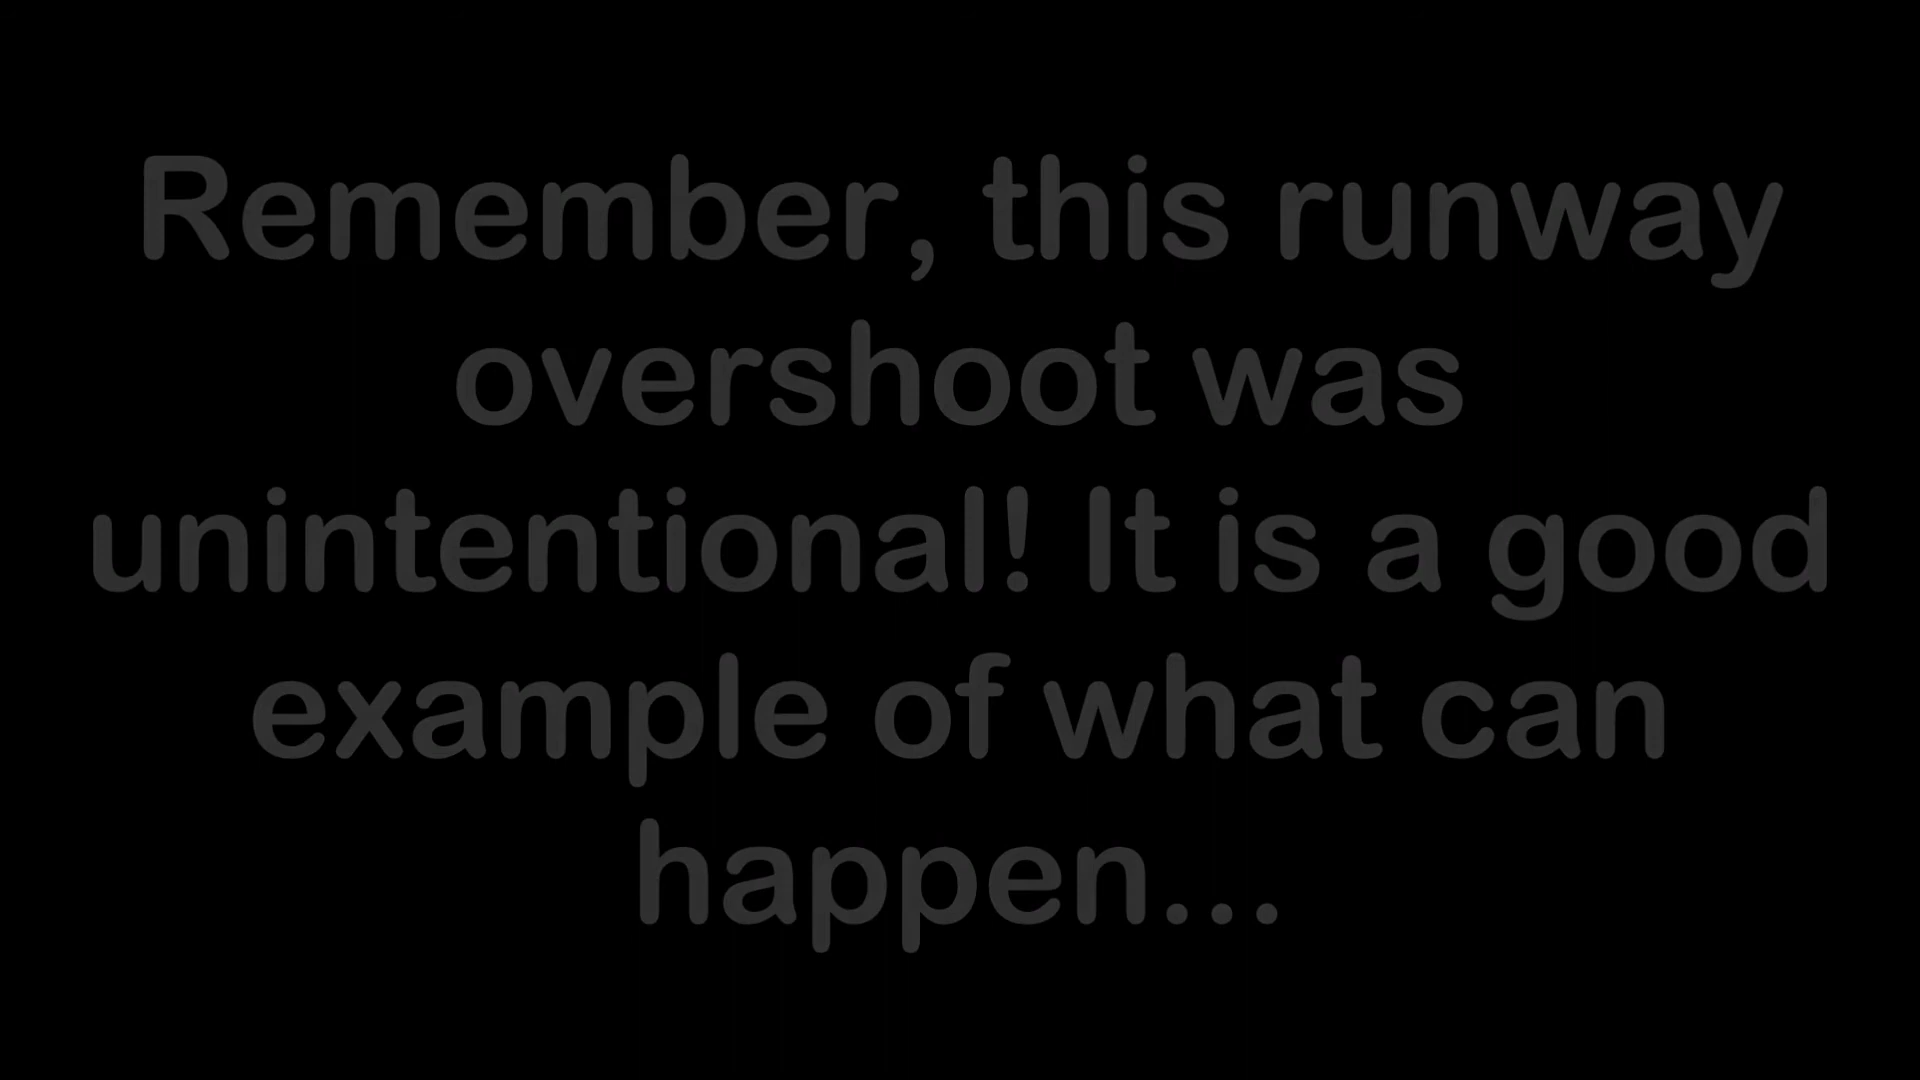 Remember, this runway
overshoot was
unintentional! It is a good
example of what can
happen...